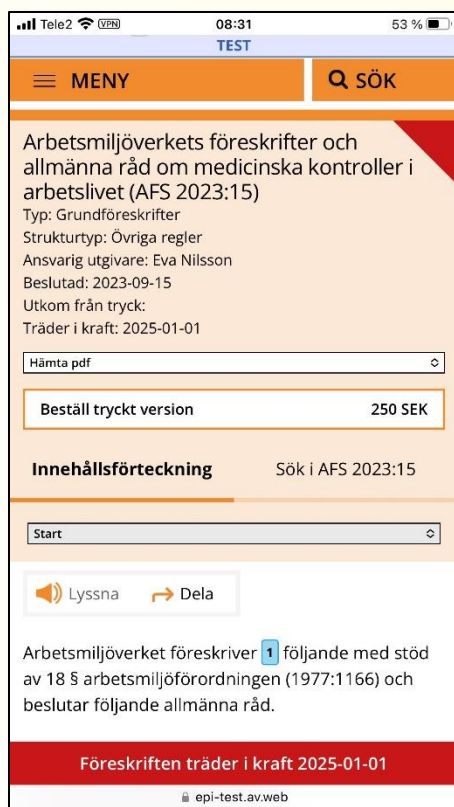 Tele2 VPN 08:31 53 %
TEST
MENY SÖK
Arbetsmiljöverkets föreskrifter och
allmänna råd om medicinska kontroller i
arbetslivet (AFS 2023:15)
Typ: Grundföreskrifter
Strukturtyp: Övriga regler
Ansvarig utgivare: Eva Nilsson
Beslutad: 2023-09-15
Utkom från tryck:
Träder i kraft: 2025-01-01
Hämta pdf
Beställ tryckt version 250 SEK
Innehållsförteckning Sök i AFS 2023:15
Start
Lyssna Dela
Arbetsmiljöverket föreskriver 1 följande med stöd
av 18 § arbetsmiljöförordningen (1977:1166) och
beslutar följande allmänna råd.
Föreskriften träder i kraft 2025-01-01
epi-test.av.web